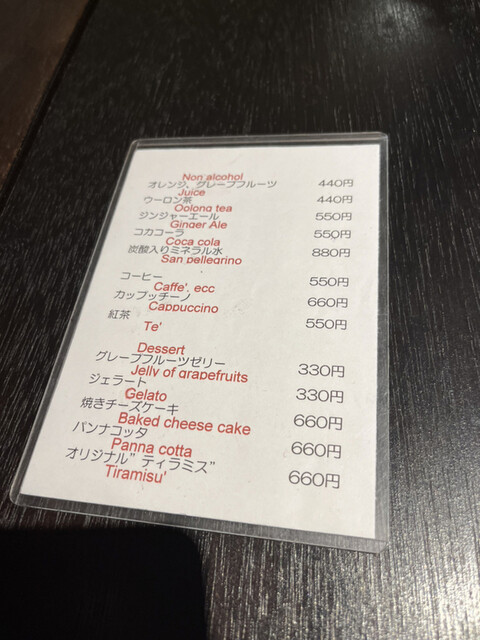 Non alcohol
オレンジ、グレープフルーツ 440円
Juice
ウーロン茶 440円
Oolong tea
ジンジャーエール 550円
Ginger Ale
コカコーラ 550円
Coca cola
炭酸入りミネラル水 880円
San pellegrino
コーヒー 550円
Caffe', ecc
カップッチーノ 660円
Cappuccino
紅茶 550円
Te'
Dessert
グレープフルーツゼリー 330円
Jelly of grapefruits
ジェラート 330円
Gelato
焼きチーズケーキ 660円
Baked cheese cake
パンナコッタ 660円
Panna cotta
オリジナル”ティラミス” 660円
Tiramisu'